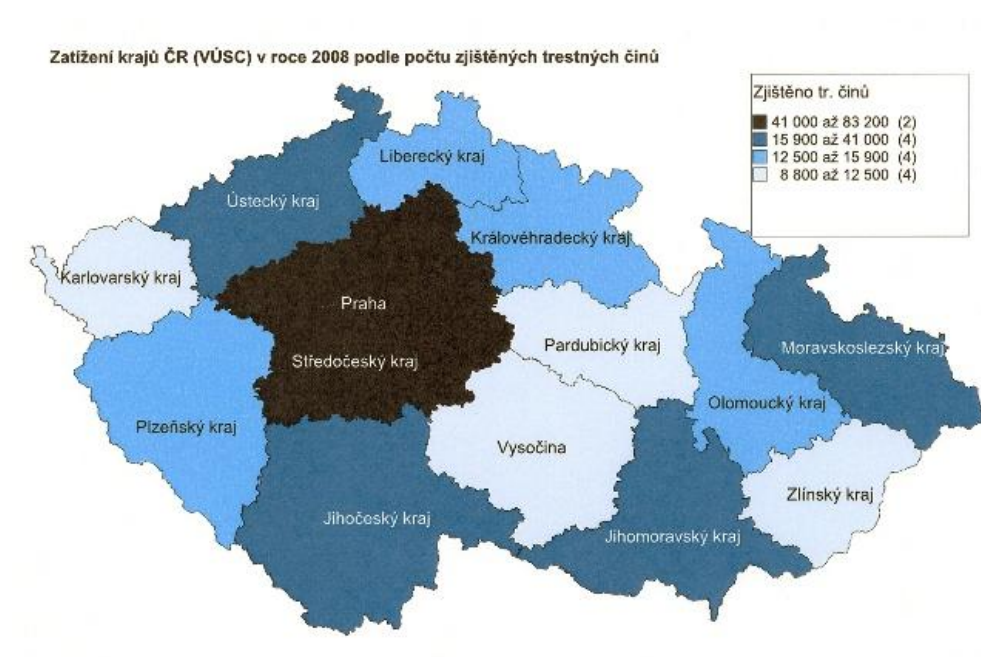 Zatížení krajů ČR (VÚSC) v roce 2008 podle počtu zjištěných trestných činů
Zjištěno tr. činů
41 000 až 83 200 (2)
15 900 až 41 000 (4)
12 500 až 15 900 (4)
8 800 až 12 500 (4)
Liberecký kraj
Ústecký kraj
Královéhradecký kraj
Karlovarský kraj
Praha
Pardubický kraj
Moravskoslezský kraj
Středočeský kraj
Olomoucký kraj
Plzeňský kraj
Vysočina
Zlínský kraj
Jihočeský kraj
Jihomoravský kraj